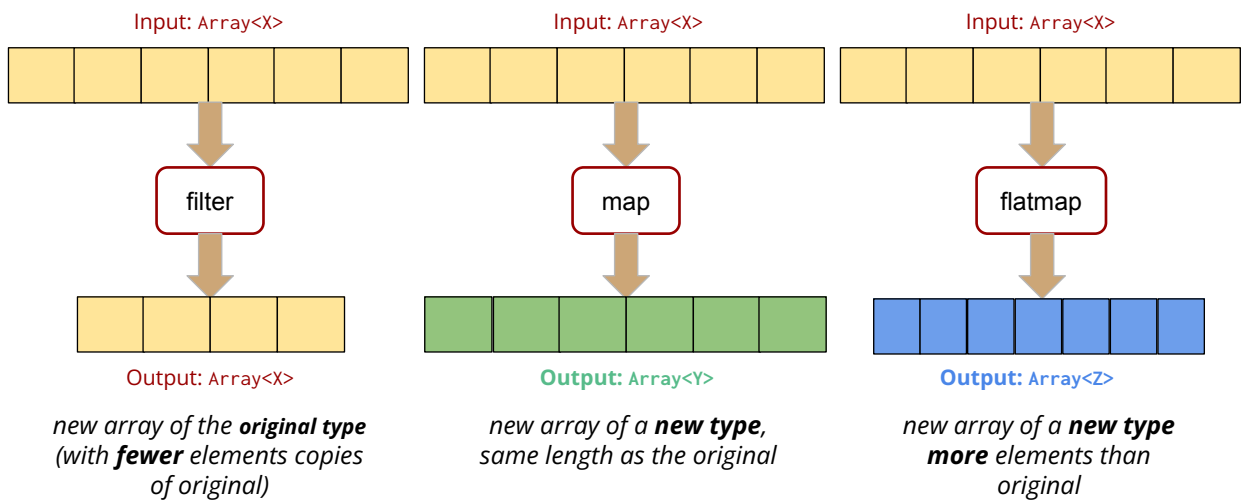 Input: Array<X>
filter
Output: Array<X>
new array of the original type
(with fewer elements copies
of original)
Input: Array<X>
map
Output: Array<Y>
new array of a new type,
same length as the original
Input: Array<X>
flatmap
Output: Array<Z>
new array of a new type
more elements than
original